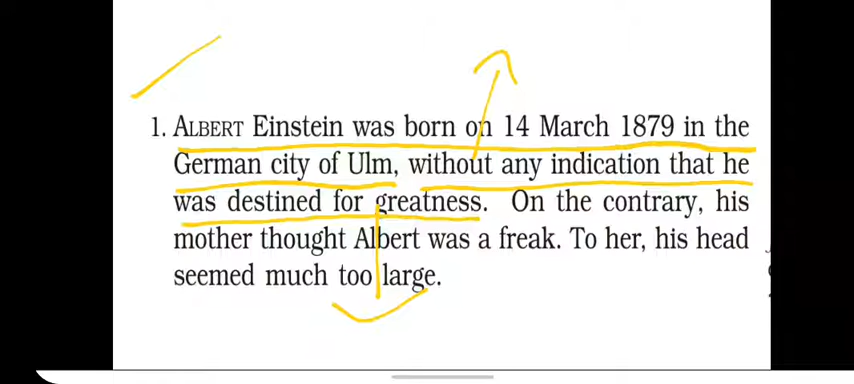 1. ALBERT Einstein was born on 14 March 1879 in the
German city of Ulm, without any indication that he
was destined for greatness. On the contrary, his
mother thought Albert was a freak. To her, his head
seemed much too large.